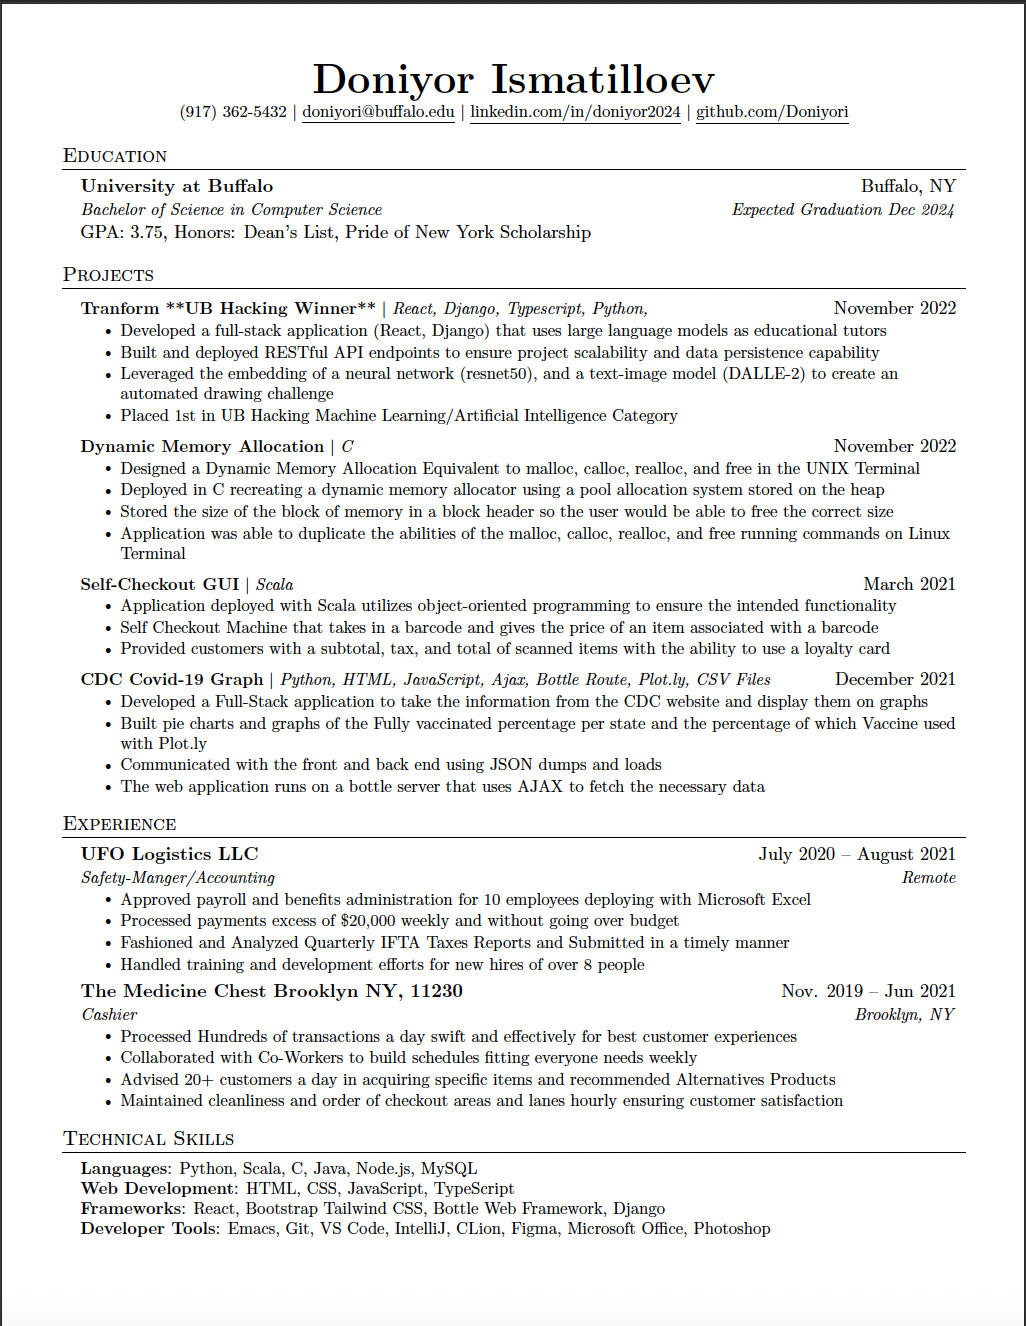 Doniyor Ismatilloev
(917) 362-5432 | doniyori@buffalo.edu | linkedin.com/in/doniyor2024 | github.com/Doniyori
Education
University at Buffalo Buffalo, NY
Bachelor of Science in Computer Science Expected Graduation Dec 2024
GPA: 3.75, Honors: Dean's List, Pride of New York Scholarship
Projects
Tranform **UB Hacking Winner** | React, Django, Typescript, Python, November 2022
• Developed a full-stack application (React, Django) that uses large language models as educational tutors
• Built and deployed RESTful API endpoints to ensure project scalability and data persistence capability
• Leveraged the embedding of a neural network (resnet50), and a text-image model (DALLE-2) to create an
automated drawing challenge
• Placed 1st in UB Hacking Machine Learning/Artificial Intelligence Category
Dynamic Memory Allocation | C November 2022
• Designed a Dynamic Memory Allocation Equivalent to malloc, calloc, realloc, and free in the UNIX Terminal
• Deployed in C recreating a dynamic memory allocator using a pool allocation system stored on the heap
• Stored the size of the block of memory in a block header so the user would be able to free the correct size
• Application was able to duplicate the abilities of the malloc, calloc, realloc, and free running commands on Linux
Terminal
Self-Checkout GUI | Scala March 2021
• Application deployed with Scala utilizes object-oriented programming to ensure the intended functionality
• Self Checkout Machine that takes in a barcode and gives the price of an item associated with a barcode
• Provided customers with a subtotal, tax, and total of scanned items with the ability to use a loyalty card
CDC Covid-19 Graph | Python, HTML, JavaScript, Ajax, Bottle Route, Plot.ly, CSV Files December 2021
• Developed a Full-Stack application to take the information from the CDC website and display them on graphs
• Built pie charts and graphs of the Fully vaccinated percentage per state and the percentage of which Vaccine used
with Plot.ly
• Communicated with the front and back end using JSON dumps and loads
• The web application runs on a bottle server that uses AJAX to fetch the necessary data
Experience
UFO Logistics LLC July 2020 – August 2021
Safety-Manger/Accounting Remote
• Approved payroll and benefits administration for 10 employees deploying with Microsoft Excel
• Processed payments excess of $20,000 weekly and without going over budget
• Fashioned and Analyzed Quarterly IFTA Taxes Reports and Submitted in a timely manner
• Handled training and development efforts for new hires of over 8 people
The Medicine Chest Brooklyn NY, 11230 Nov. 2019 – Jun 2021
Cashier Brooklyn, NY
• Processed Hundreds of transactions a day swift and effectively for best customer experiences
• Collaborated with Co-Workers to build schedules fitting everyone needs weekly
• Advised 20+ customers a day in acquiring specific items and recommended Alternatives Products
• Maintained cleanliness and order of checkout areas and lanes hourly ensuring customer satisfaction
Technical Skills
Languages: Python, Scala, C, Java, Node.js, MySQL
Web Development: HTML, CSS, JavaScript, TypeScript
Frameworks: React, Bootstrap Tailwind CSS, Bottle Web Framework, Django
Developer Tools: Emacs, Git, VS Code, IntelliJ, CLion, Figma, Microsoft Office, Photoshop